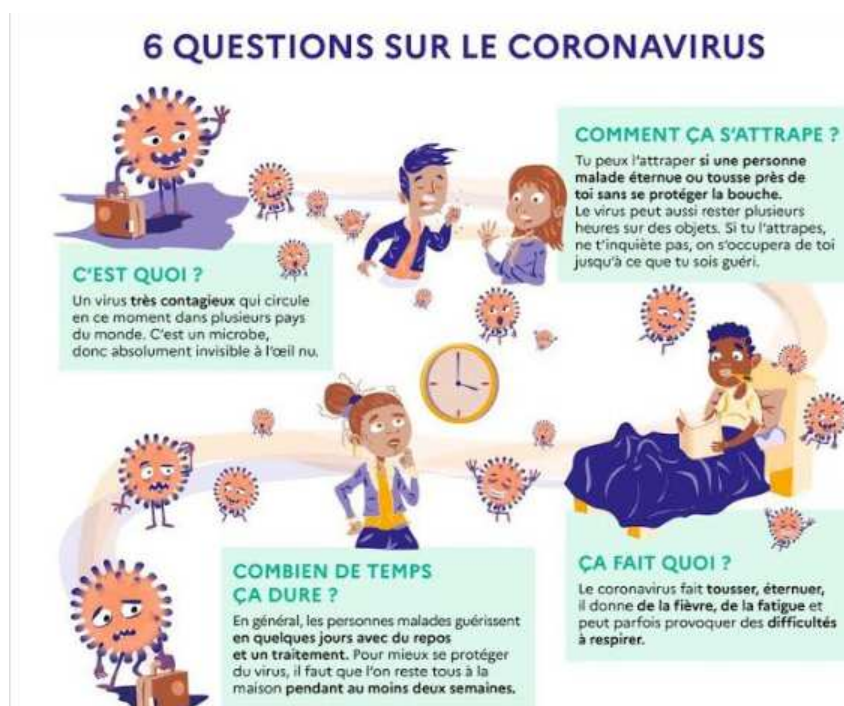 6 QUESTIONS SUR LE CORONAVIRUS
C'EST QUOI ?
Un virus très contagieux qui circule
en ce moment dans plusieurs pays
du monde. C'est un microbe,
donc absolument invisible à l'œil nu.
COMMENT ÇA S'ATTRAPE ?
Tu peux l'attraper si une personne
malade éternue ou tousse près de
toi sans se protéger la bouche.
Le virus peut aussi rester plusieurs
heures sur des objets. Si tu l'attrapes,
ne t'inquiète pas, on s'occupera de toi
jusqu'à ce que tu sois guéri.
ÇA FAIT QUOI ?
Le coronavirus fait tousser, éternuer,
il donne de la fièvre, de la fatigue et
peut parfois provoquer des difficultés
à respirer.
COMBIEN DE TEMPS
ÇA DURE ?
En général, les personnes malades guérissent
en quelques jours avec du repos
et un traitement. Pour mieux se protéger
du virus, il faut que l'on reste tous à la
maison pendant au moins deux semaines.